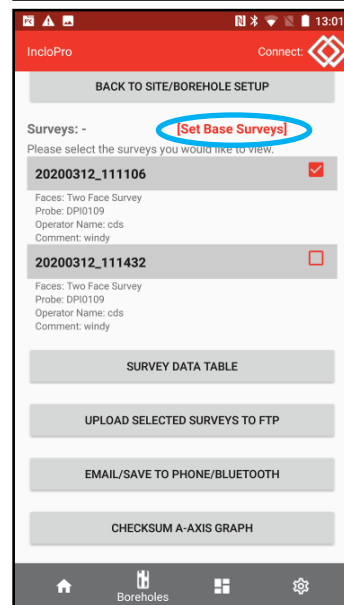 13:01
IncloPro Connect:
BACK TO SITE/BOREHOLE SETUP
Surveys: - [Set Base Surveys]
Please select the surveys you would like to view.
20200312_111106
Faces: Two Face Survey
Probe: DPI0109
Operator Name: cds
Comment: windy
20200312_111432
Faces: Two Face Survey
Probe: DPI0109
Operator Name: cds
Comment: windy
SURVEY DATA TABLE
UPLOAD SELECTED SURVEYS TO FTP
EMAIL/SAVE TO PHONE/BLUETOOTH
CHECKSUM A-AXIS GRAPH
Boreholes